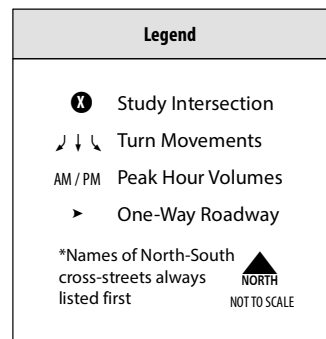 Legend
X Study Intersection
Turn Movements
AM / PM Peak Hour Volumes
One-Way Roadway
*Names of North-South
cross-streets always
listed first
NORTH
NOT TO SCALE